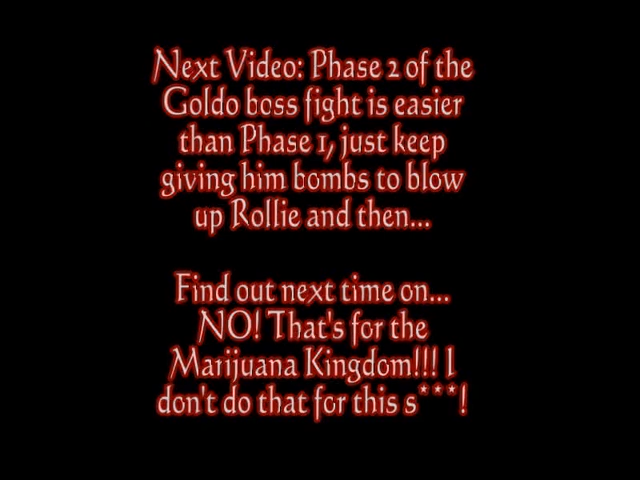 Next Video: Phase 2 of the
Goldo boss fight is easier
than Phase 1, just keep
giving him bombs to blow
up Rollie and then...
Find out next time on...
NO! That's for the
Marijuana Kingdom!!! I
don't do that for this s***!